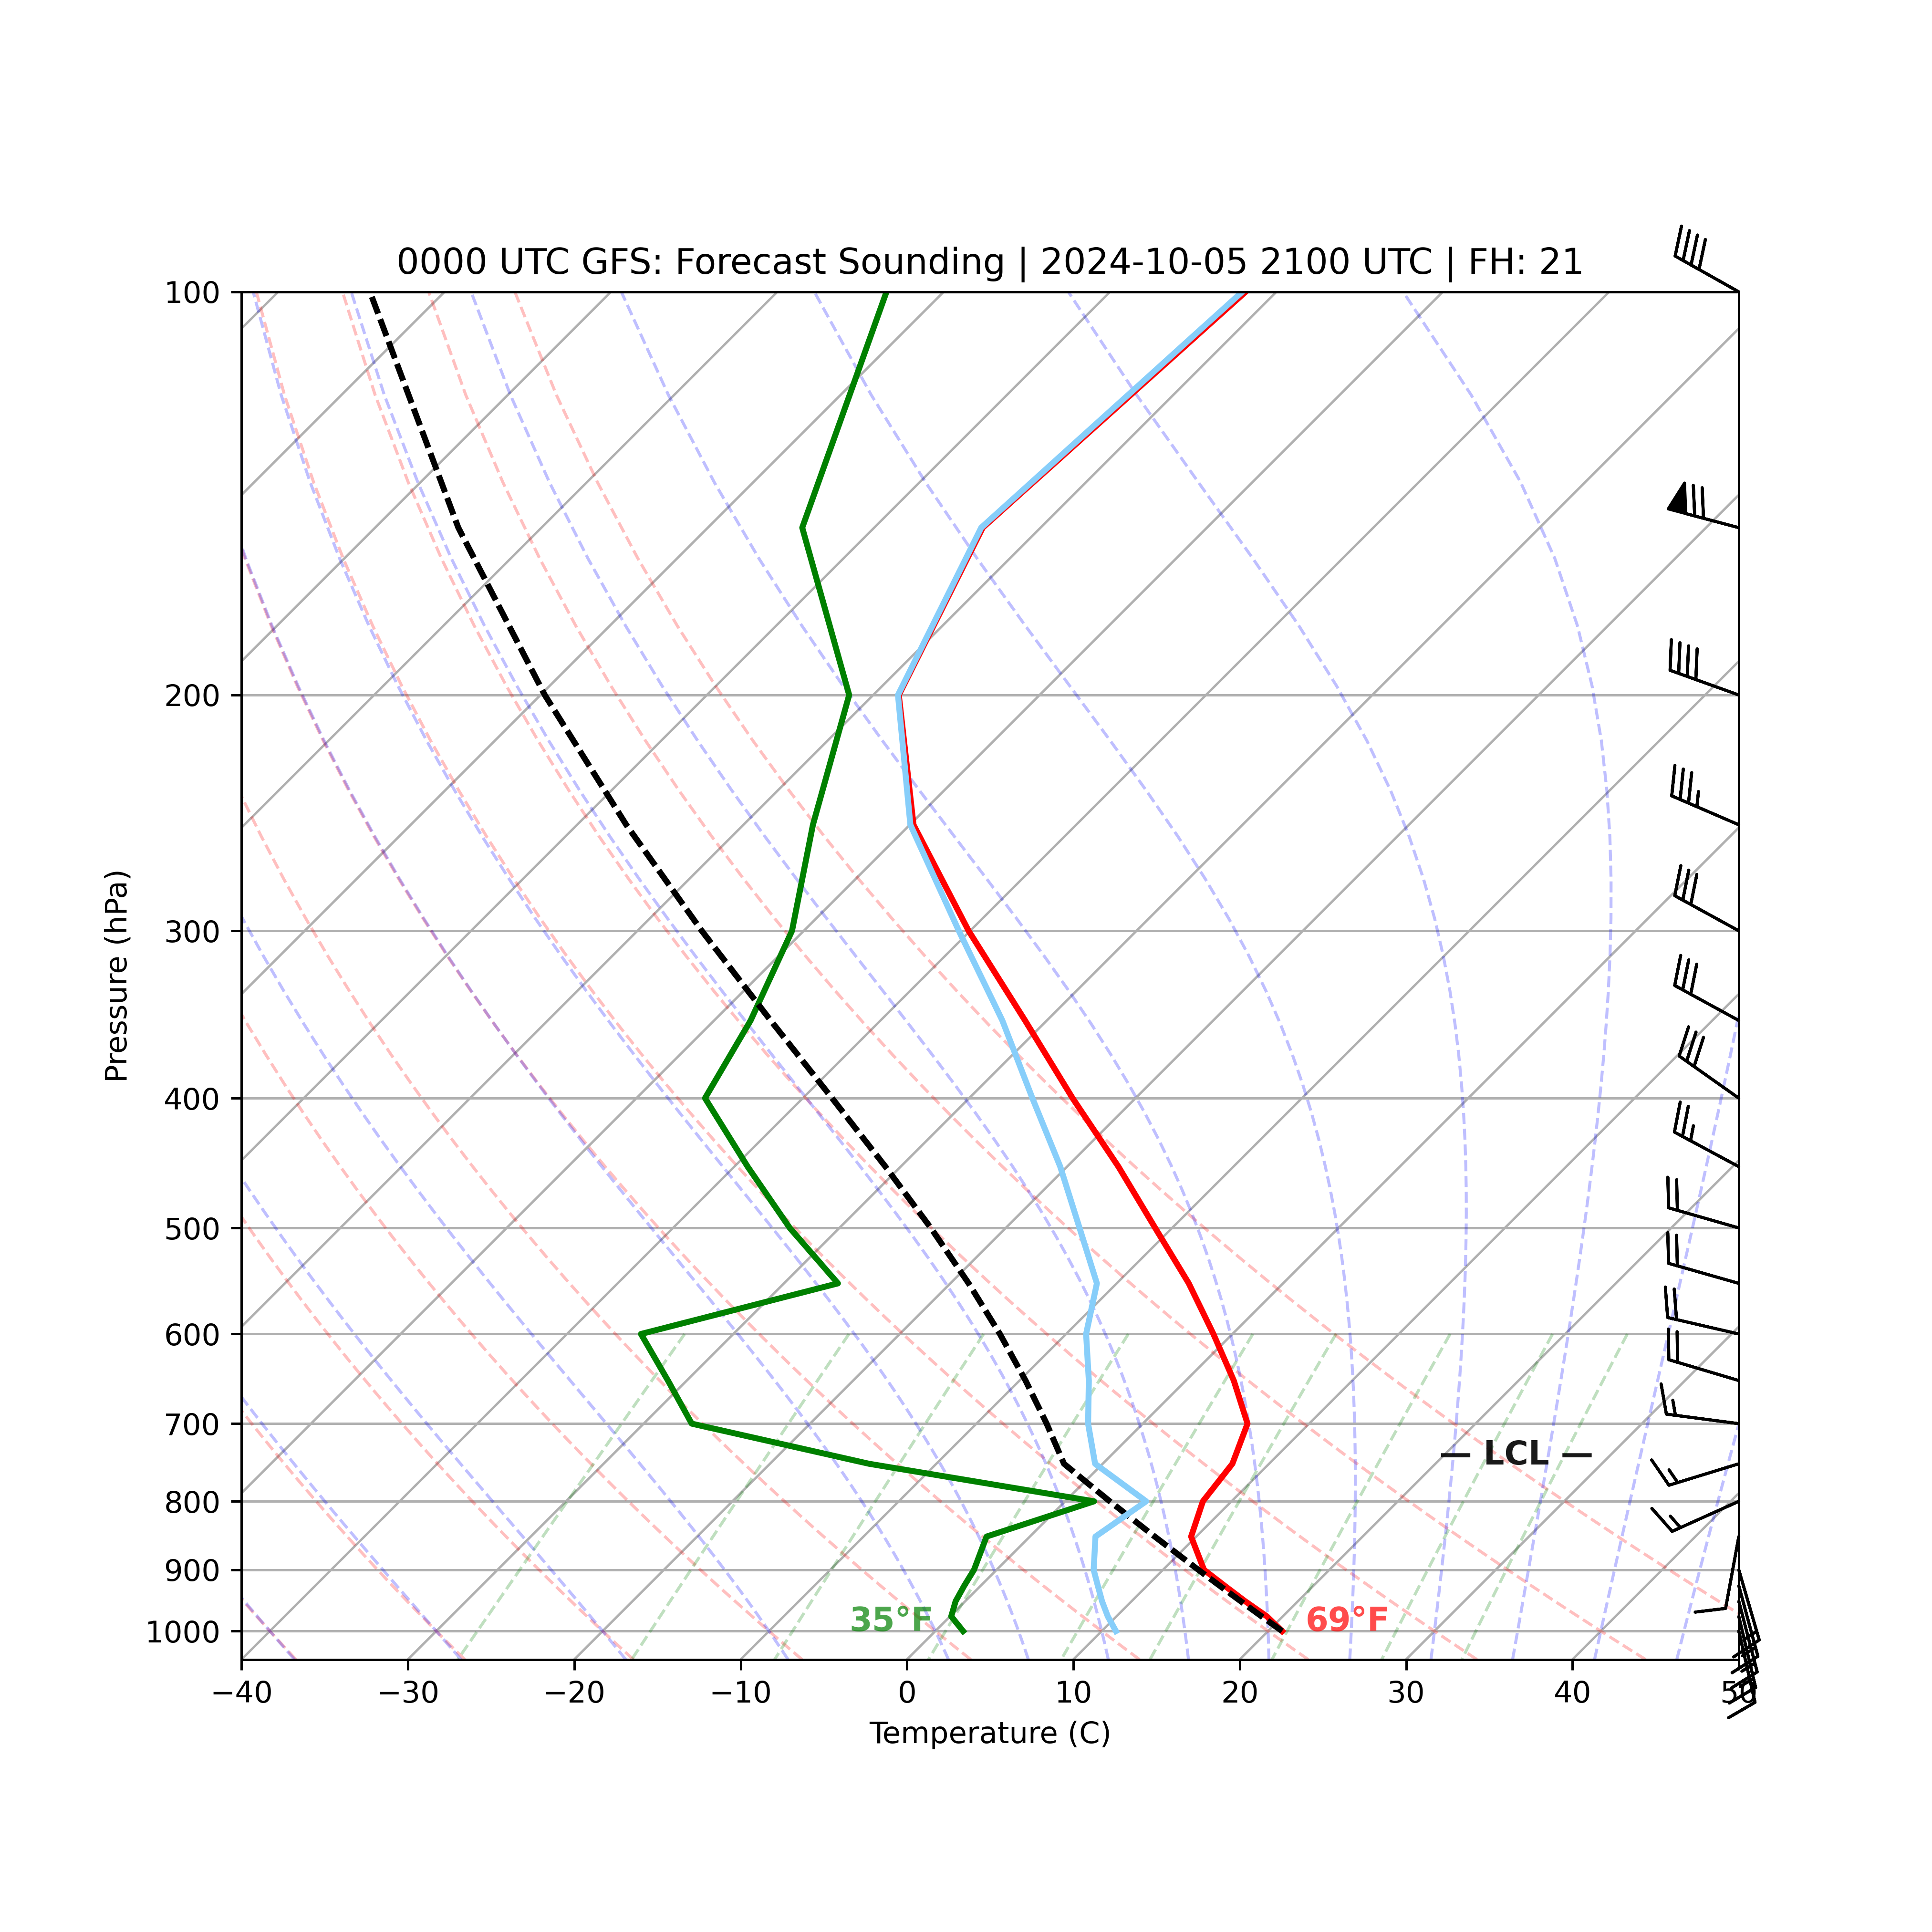 0000 UTC GFS: Forecast Sounding | 2024-10-05 2100 UTC | FH: 21
100
200
300
400
500
600
700
800
900
1000
Pressure (hPa)
— LCL —
35°F
69°F
−40 −30 −20 −10 0 10 20 30 40 50
Temperature (C)